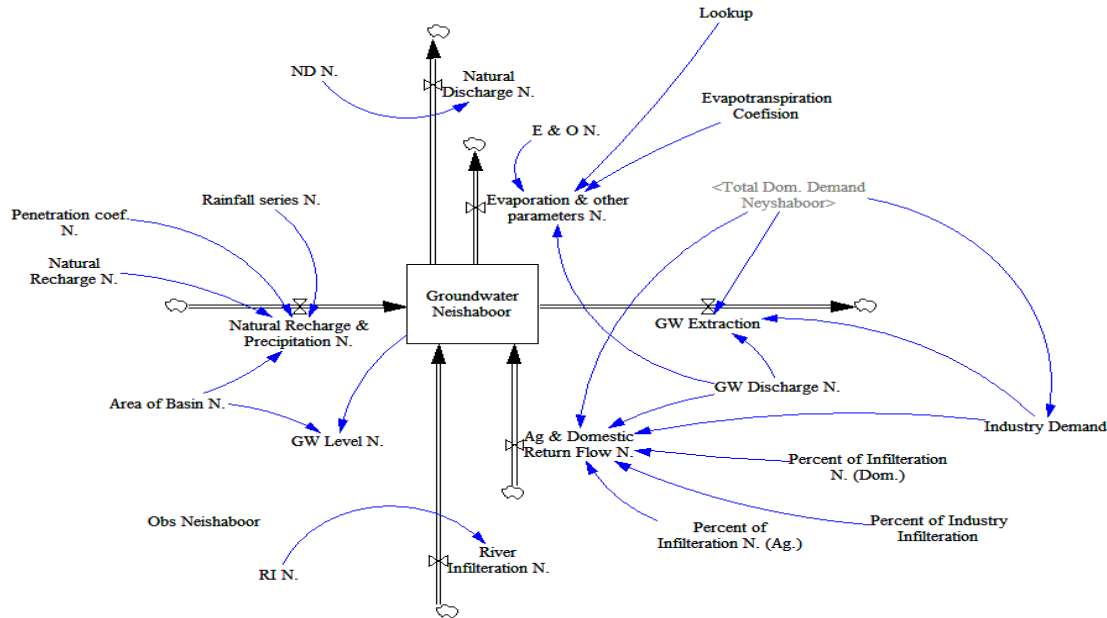 Lookup
ND N.
Natural
Discharge N.
Evapotranspiration
Coefision
E & O N.
<Total Dom. Demand
Neyshaboor>
Rainfall series N.
Evaporation & other
parameters N.
Penetration coef.
N.
Natural
Recharge N.
Groundwater
Neishaboor
Natural Recharge &
Precipitation N.
GW Extraction
GW Discharge N.
Area of Basin N.
GW Level N.
Ag & Domestic
Return Flow N.
Industry Demand
Percent of Infilteration
N. (Dom.)
Obs Neishaboor
Percent of
Infilteration N. (Ag.)
Percent of Industry
Infilteration
River
Infilteration N.
RI N.